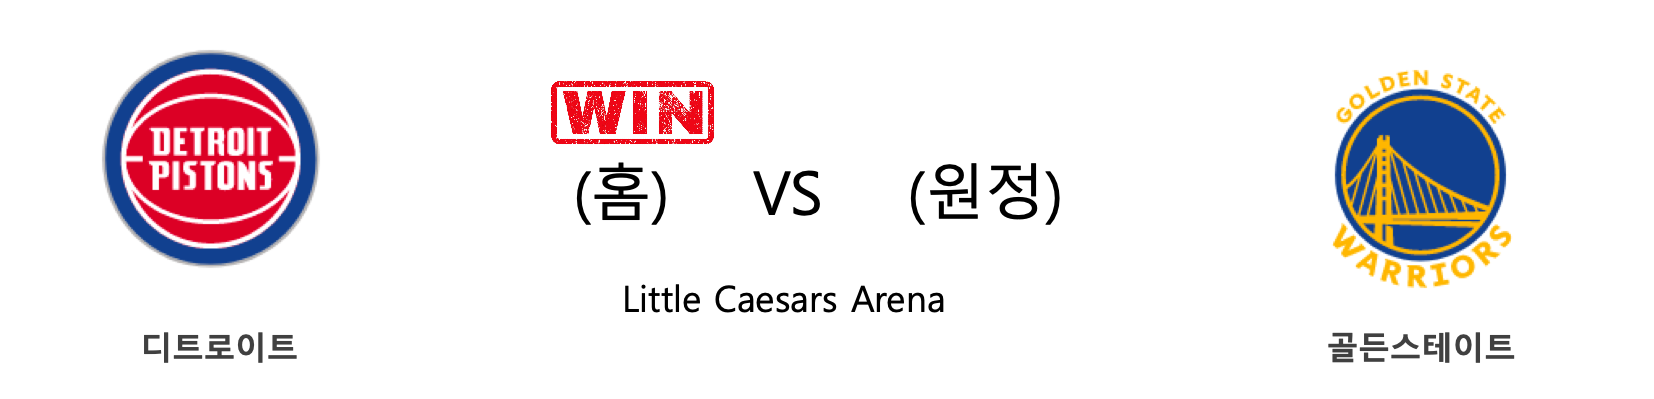 DETROIT
PISTONS
디트로이트
WIN
(홈) VS (원정)
Little Caesars Arena
GOLDEN STATE
WARRIORS
골든스테이트